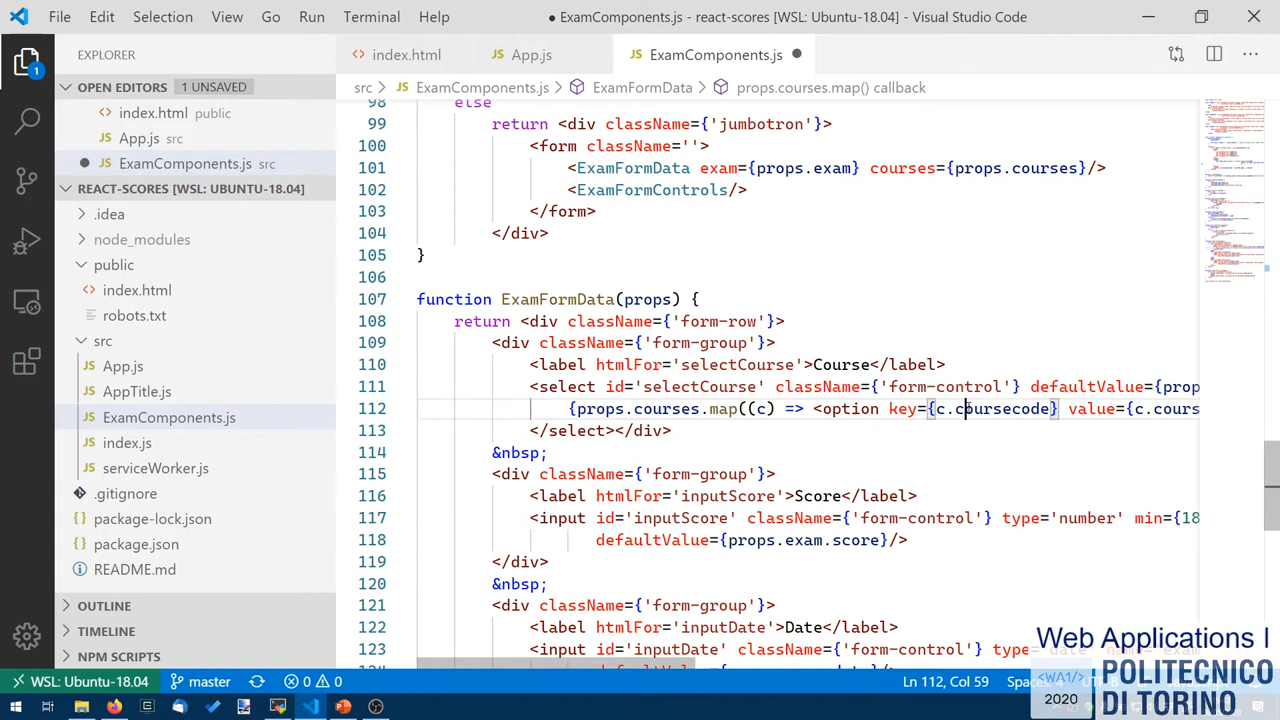 File Edit Selection View Go Run Terminal Help
● ExamComponents.js - react-scores [WSL: Ubuntu-18.04] - Visual Studio Code
EXPLORER
OPEN EDITORS 1 UNSAVED
index.html public
App.js src
ExamComponents.js src
REACT-SCORES [WSL: UBUNTU-18.04]
idea
node_modules
public
index.html
robots.txt
src
App.js
AppTitle.js
ExamComponents.js
index.js
serviceWorker.js
.gitignore
package-lock.json
package.json
README.md
OUTLINE
TIMELINE
NPM SCRIPTS
index.html
App.js
ExamComponents.js
src > ExamComponents.js > ExamFormData > props.courses.map() callback
98 else
99 return <div className={'jumbotron'}>
100 <form className=''>
101 <ExamFormData exam={props.exam} courses={props.courses}/>
102 <ExamFormControls/>
103 </form>
104 </div>
105 }
106
107 function ExamFormData(props) {
108 return <div className={'form-row'}>
109 <div className={'form-group'}>
110 <label htmlFor='selectCourse'>Course</label>
111 <select id='selectCourse' className={'form-control'} defaultValue={prop
112 {props.courses.map((c) => <option key={c.coursecode} value={c.cours
113 </select></div>
114 &nbsp;
115 <div className={'form-group'}>
116 <label htmlFor='inputScore'>Score</label>
117 <input id='inputScore' className={'form-control'} type='number' min={18
118 defaultValue={props.exam.score}/>
119 </div>
120 &nbsp;
121 <div className={'form-group'}>
122 <label htmlFor='inputDate'>Date</label>
123 <input id='inputDate' className={'form-control'} type='date' name='exam
124
WSL: Ubuntu-18.04 master 0 0
Ln 112, Col 59
UTF-8
Web Applications I
<WA1/>
2020
POLITECNICO
DI TORINO